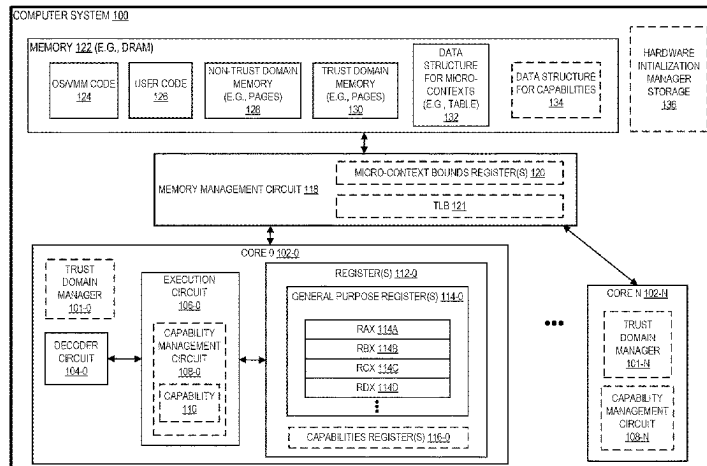 COMPUTER SYSTEM 100
MEMORY 122 (E.G., DRAM)
OS/VMM CODE
124
USER CODE
126
NON-TRUST DOMAIN
MEMORY
(E.G., PAGES)
128
TRUST DOMAIN
MEMORY
(E.G., PAGES)
130
DATA
STRUCTURE
FOR MICRO-
CONTEXTS
(E.G., TABLE)
132
DATA STRUCTURE
FOR CAPABILITIES
134
HARDWARE
INITIALIZATION
MANAGER
STORAGE
136
MEMORY MANAGEMENT CIRCUIT 118
MICRO-CONTEXT BOUNDS REGISTER(S) 120
TLB 121
CORE 0 102-0
TRUST
DOMAIN
MANAGER
101-0
DECODER
CIRCUIT
104-0
EXECUTION
CIRCUIT
106-0
CAPABILITY
MANAGEMENT
CIRCUIT
108-0
CAPABILITY
110
REGISTER(S) 112-0
GENERAL PURPOSE REGISTER(S) 114-0
RAX 114A
RBX 114B
RCX 114C
RDX 114D
CAPABILITIES REGISTER(S) 116-0
CORE N 102-N
TRUST
DOMAIN
MANAGER
101-N
CAPABILITY
MANAGEMENT
CIRCUIT
108-N